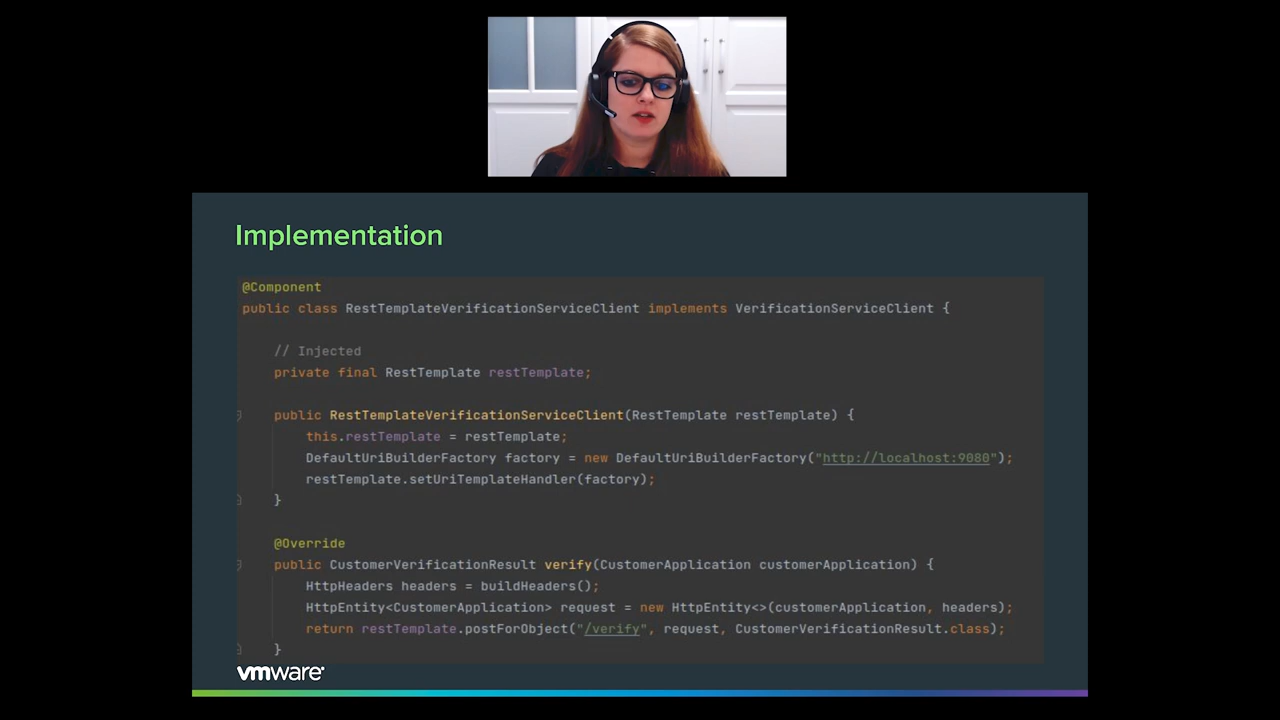 Implementation
@Component
public class RestTemplateVerificationServiceClient implements VerificationServiceClient {
// Injected
private final RestTemplate restTemplate;
public RestTemplateVerificationServiceClient(RestTemplate restTemplate) {
this.restTemplate = restTemplate;
DefaultUriBuilderFactory factory = new DefaultUriBuilderFactory("http://localhost:9080");
restTemplate.setUriTemplateHandler(factory);
}
@Override
public CustomerVerificationResult verify(CustomerApplication customerApplication) {
HttpHeaders headers = buildHeaders();
HttpEntity<CustomerApplication> request = new HttpEntity<>(customerApplication, headers);
return restTemplate.postForObject("/verify", request, CustomerVerificationResult.class);
}
vmware